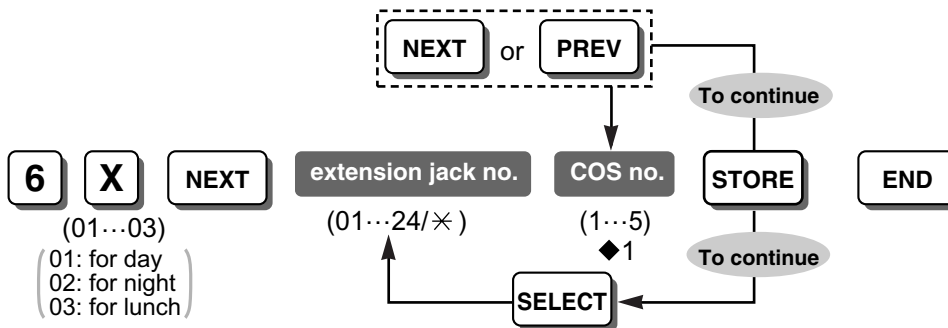 NEXT or PREV
To continue
6 X NEXT extension jack no. COS no. STORE END
(01···03) (01···24/✳) (1···5)
01: for day
02: for night
03: for lunch
◆1
To continue
SELECT